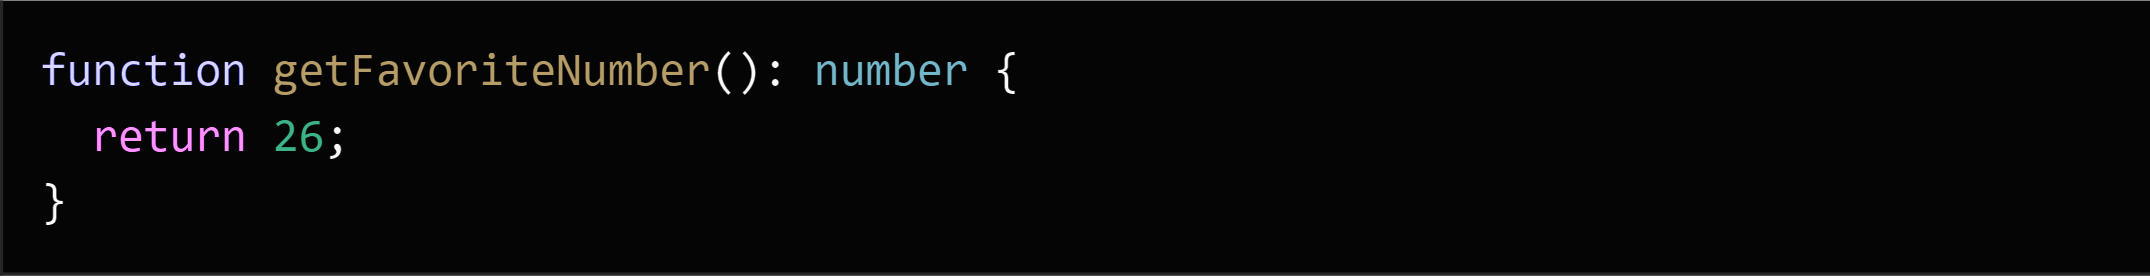 function getFavoriteNumber(): number {
  return 26;
}